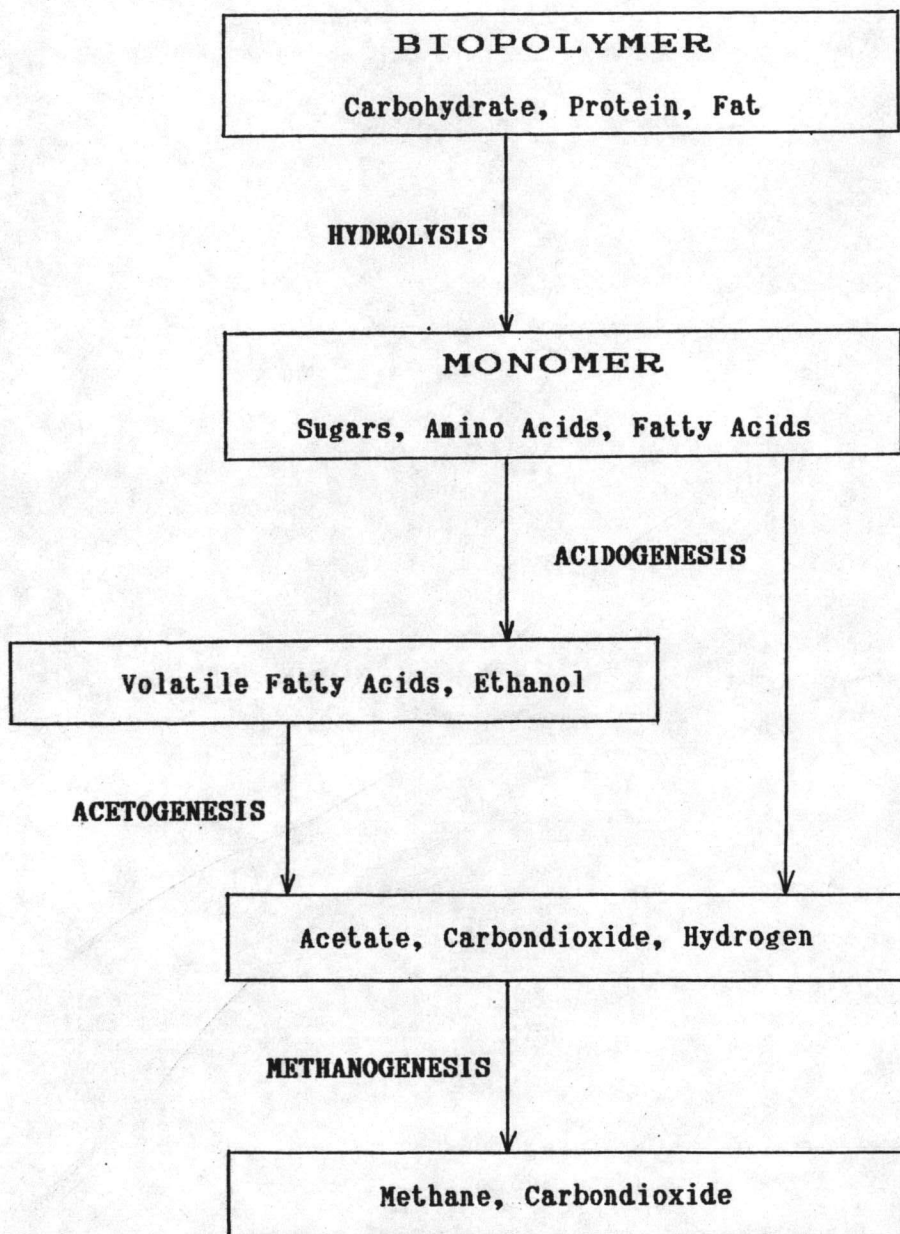 BIOPOLYMER
Carbohydrate, Protein, Fat
HYDROLYSIS
MONOMER
Sugars, Amino Acids, Fatty Acids
ACIDOGENESIS
Volatile Fatty Acids, Ethanol
ACETOGENESIS
Acetate, Carbondioxide, Hydrogen
METHANOGENESIS
Methane, Carbondioxide